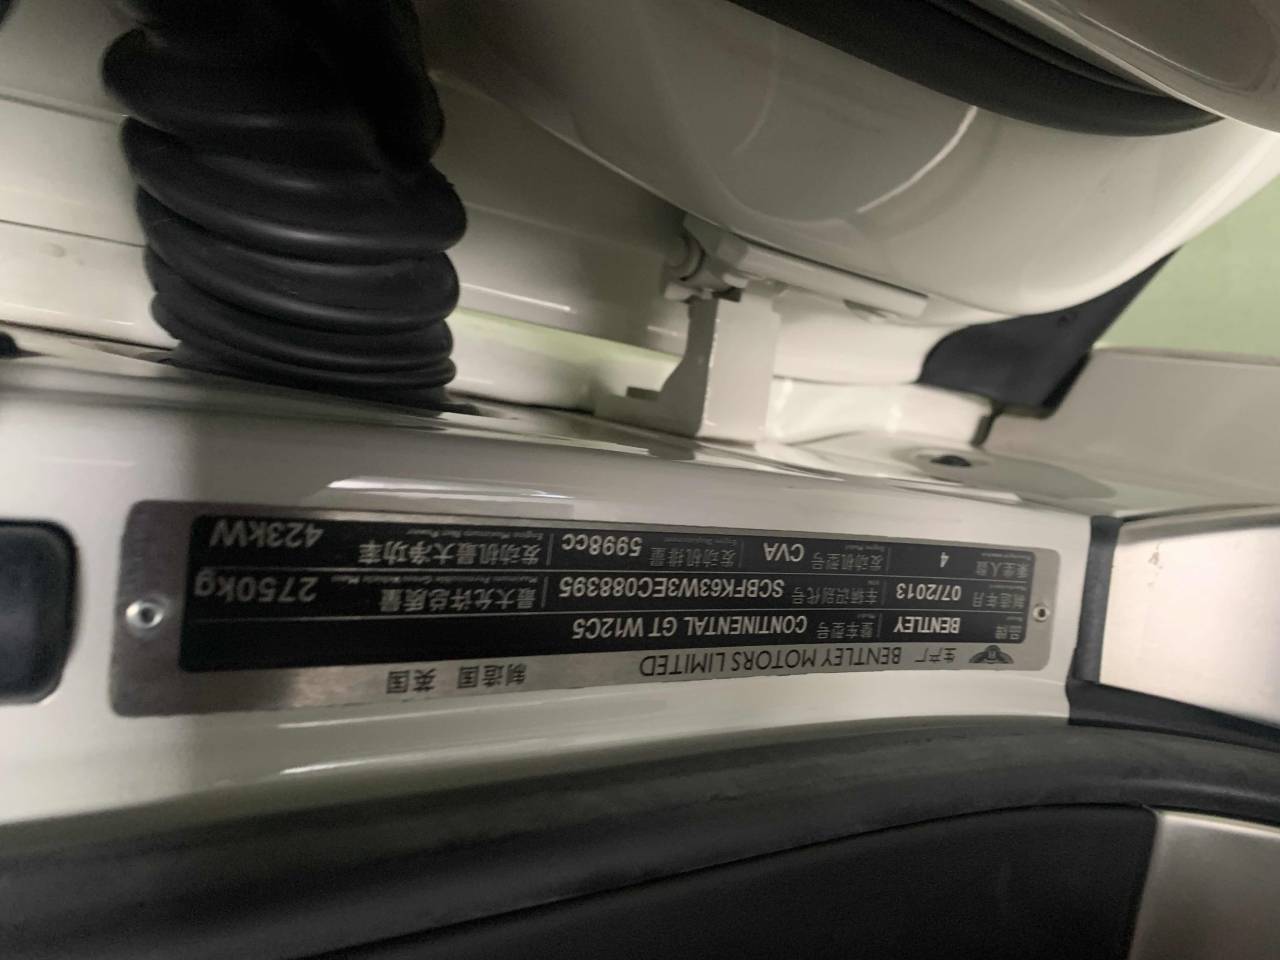 生产厂 BENTLEY MOTORS LIMITED 制造国 英国
品牌 BENTLEY 整车型号 CONTINENTAL GT W12C5
制造年月 07/2013 车辆识别代号 SCBFK63W3EC088395 最大允许总质量 2750kg
乘坐人数 4 发动机型号 CVA 发动机排量 5998CC 发动机最大净功率 423kW